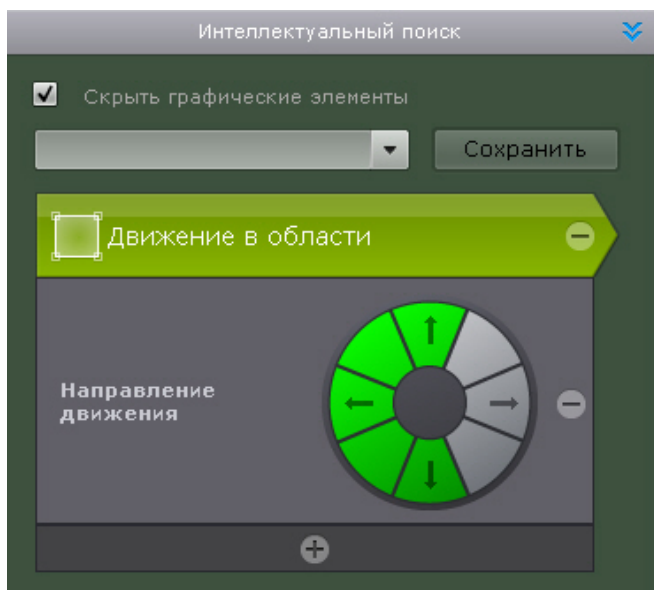 Интеллектуальный поиск
Скрыть графические элементы
Сохранить
Движение в области
Направление
движения